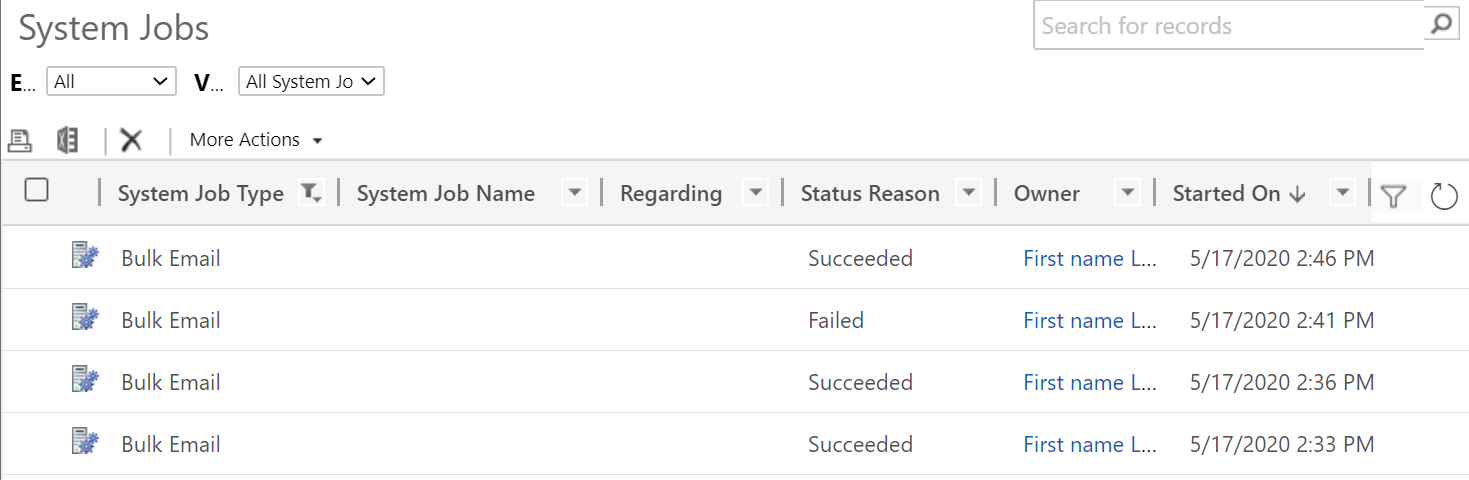 System Jobs
Search for records
E... All V... All System Jo
More Actions
System Job Type System Job Name Regarding Status Reason Owner Started On
Bulk Email Succeeded First name L... 5/17/2020 2:46 PM
Bulk Email Failed First name L... 5/17/2020 2:41 PM
Bulk Email Succeeded First name L... 5/17/2020 2:36 PM
Bulk Email Succeeded First name L... 5/17/2020 2:33 PM